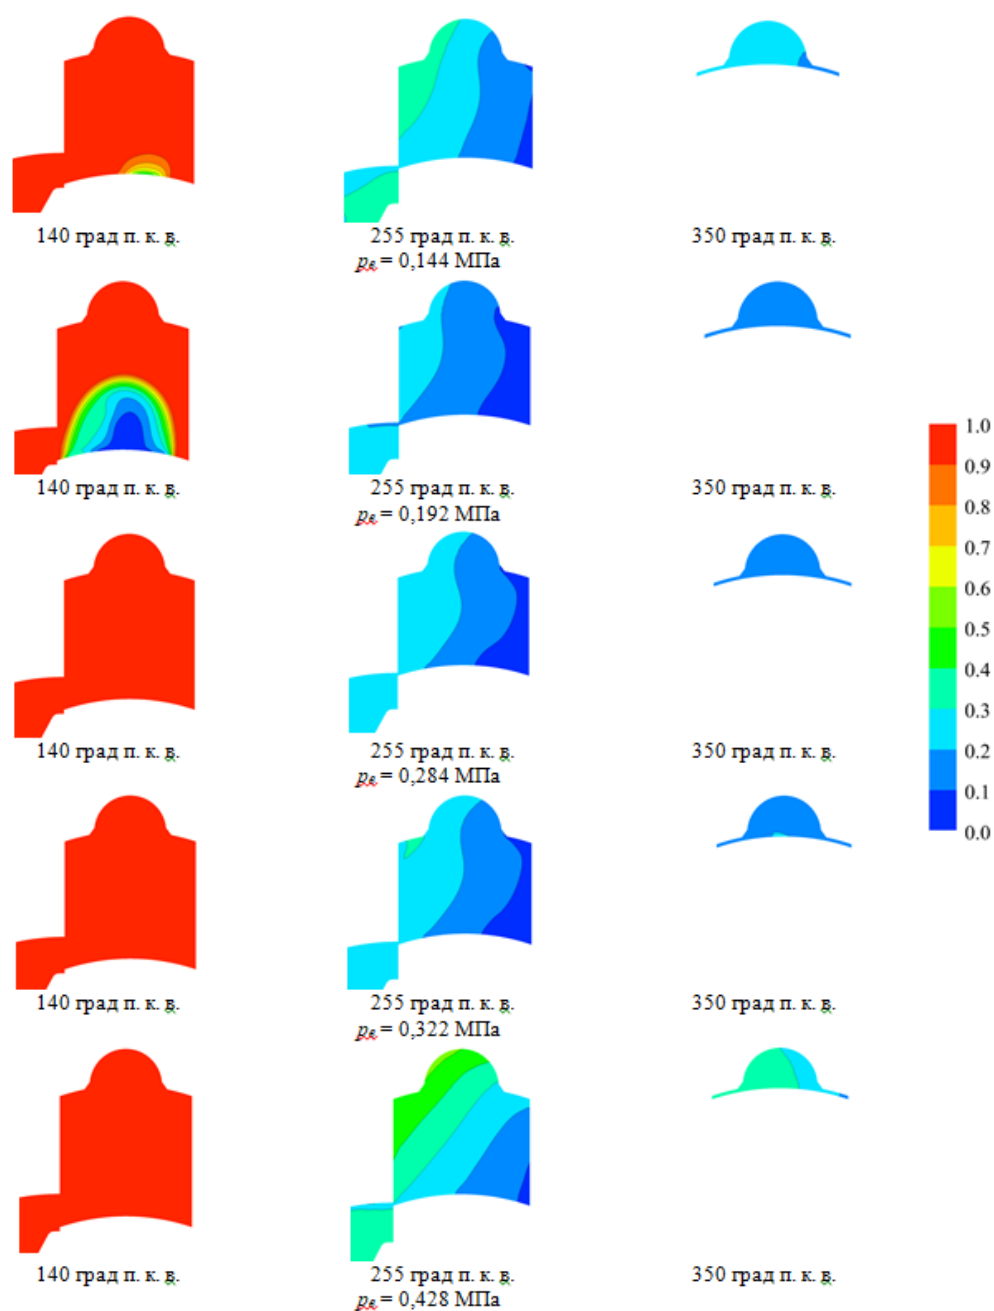 140 град п. к. в.
255 град п. к. в.
350 град п. к. в.
pв = 0,144 МПа
140 град п. к. в.
255 град п. к. в.
350 град п. к. в.
pв = 0,192 МПа
140 град п. к. в.
255 град п. к. в.
350 град п. к. в.
pв = 0,284 МПа
140 град п. к. в.
255 град п. к. в.
350 град п. к. в.
pв = 0,322 МПа
140 град п. к. в.
255 град п. к. в.
350 град п. к. в.
pв = 0,428 МПа
1.0
0.9
0.8
0.7
0.6
0.5
0.4
0.3
0.2
0.1
0.0